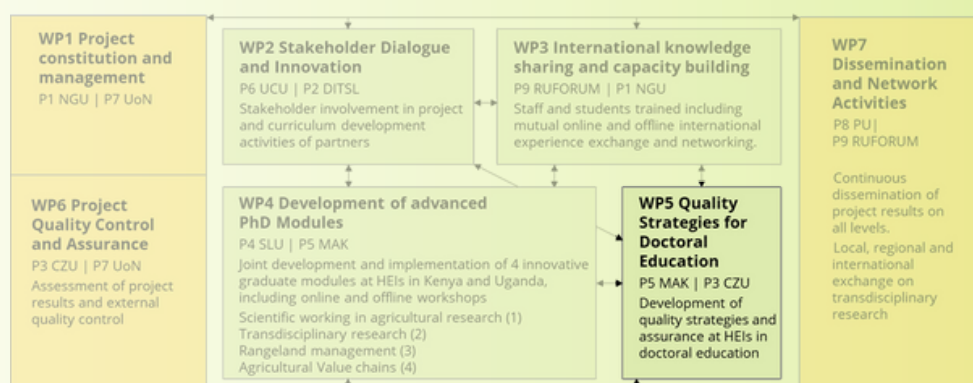 WP1 Project
constitution and
management
P1 NGU | P7 UoN
WP6 Project
Quality Control
and Assurance
P3 CZU | P7 UoN
Assessment of project
results and external
quality control
WP2 Stakeholder Dialogue
and Innovation
P6 UCU | P2 DITSL
Stakeholder involvement in project
and curriculum development
activities of partners
WP3 International knowledge
sharing and capacity building
P9 RUFORUM | P1 NGU
Staff and students trained including
mutual online and offline international
experience exchange and networking.
WP4 Development of advanced
PhD Modules
P4 SLU | P5 MAK
Joint development and implementation of 4 innovative
graduate modules at HEIs in Kenya and Uganda,
including online and offline workshops
Scientific working in agricultural research (1)
Transdisciplinary research (2)
Rangeland management (3)
Agricultural Value chains (4)
WP5 Quality
Strategies for
Doctoral
Education
P5 MAK | P3 CZU
Development of
quality strategies and
assurance at HEIs in
doctoral education
WP7
Dissemination
and Network
Activities
P8 PU|
P9 RUFORUM
Continuous
dissemination of
project results on
all levels.
Local, regional and
international
exchange on
transdisciplinary
research